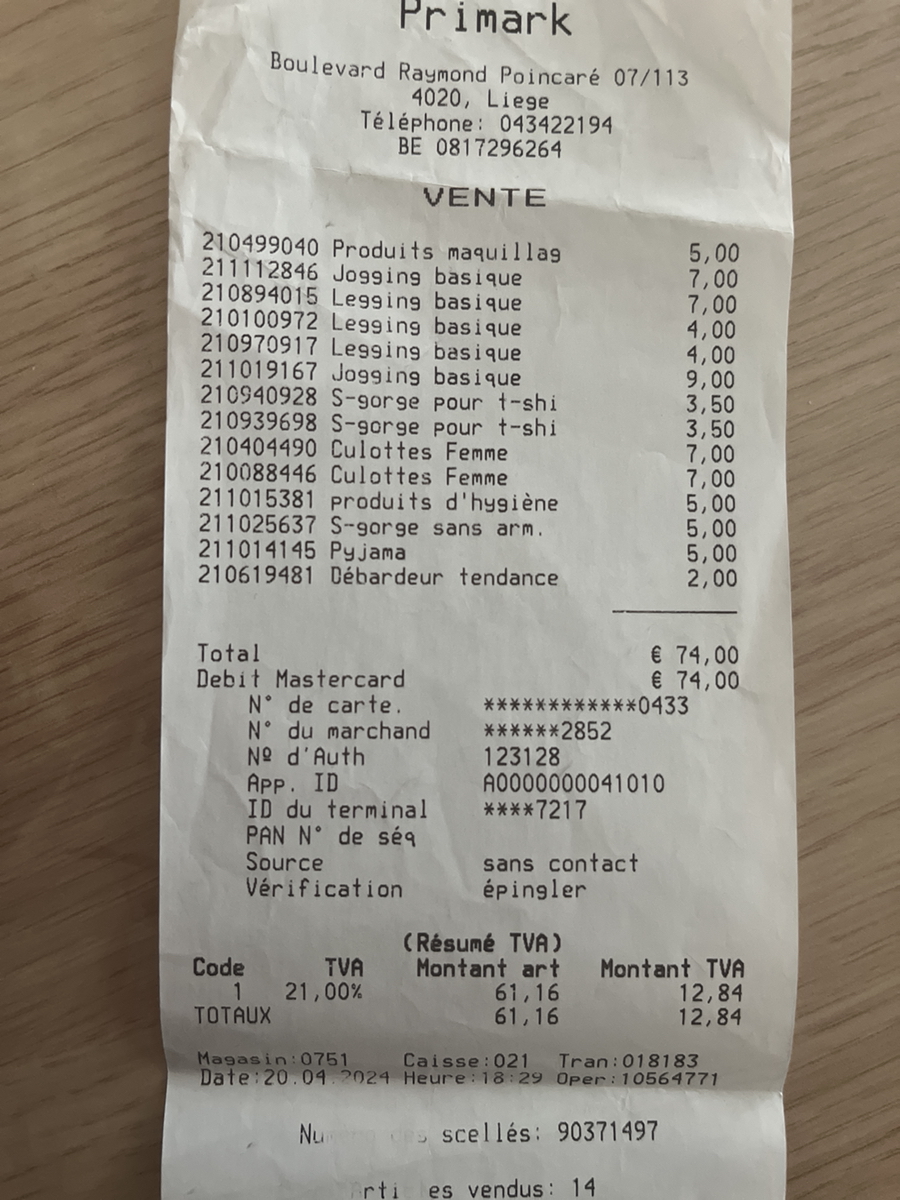 Primark
Boulevard Raymond Poincaré 07/113
4020, Liege
Téléphone: 043422194
BE 0817296264
VENTE
210499040 Produits maquillag 5,00
211112846 Jogging basique 7,00
210894015 Legging basique 7,00
210100972 Legging basique 4,00
210970917 Legging basique 4,00
211019167 Jogging basique 9,00
210940928 S-gorge pour t-shi 3,50
210939698 S-gorge pour t-shi 3,50
210404490 Culottes Femme 7,00
210088446 Culottes Femme 7,00
211015381 produits d'hygiène 5,00
211025637 S-gorge sans arm. 5,00
211014145 Pyjama 5,00
210619481 Débardeur tendance 2,00
Total € 74,00
Debit Mastercard € 74,00
N° de carte. ************0433
N° du marchand ******2852
Nº d'Auth 123128
App. ID A0000000041010
ID du terminal ****7217
PAN N° de séq
Source sans contact
Vérification épingler
(Résumé TVA)
Code TVA Montant art Montant TVA
1 21,00% 61,16 12,84
TOTAUX 61,16 12,84
Magasin:0751 Caisse:021 Tran:018183
Date:20.04.2024 Heure:18:29 Oper:10564771
scellés: 90371497
vendus: 14